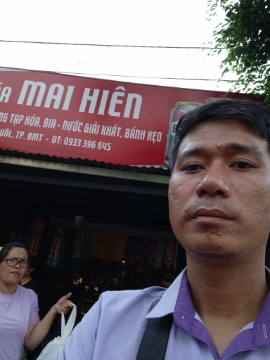 MAI HIÊN
TẠP HÓA, BIA - NƯỚC GIẢI KHÁT, BÁNH KẸO
TP. BMT - ĐT: 0933 396 645